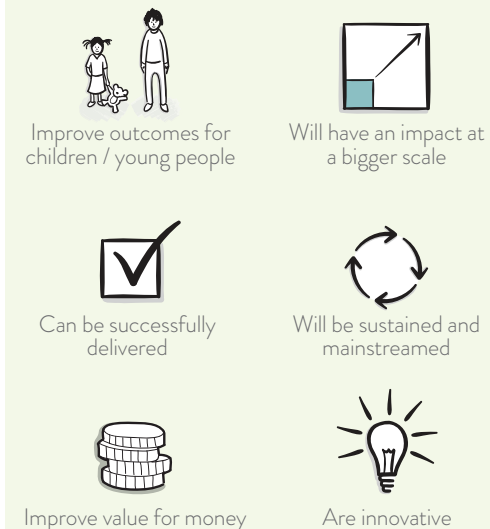 Improve outcomes for
children / young people
Will have an impact at
a bigger scale
Can be successfully
delivered
Will be sustained and
mainstreamed
Improve value for money
Are innovative